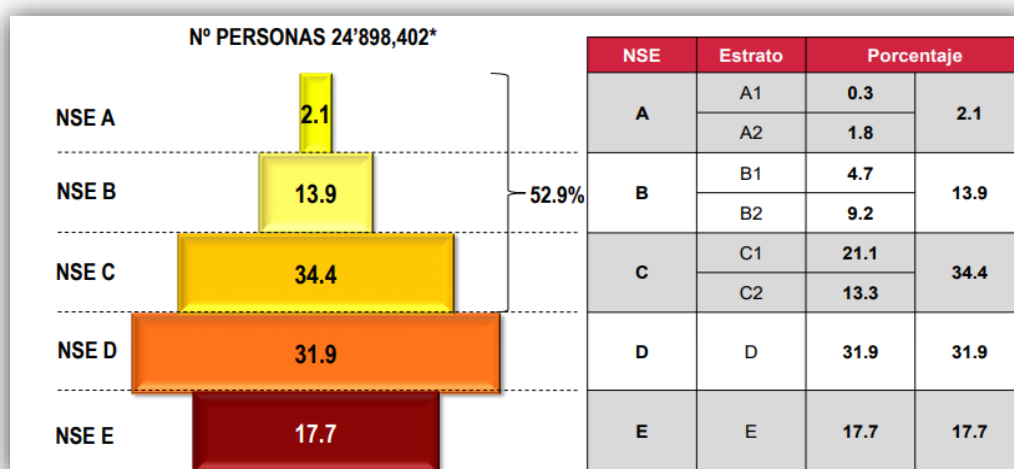 Nº PERSONAS 24’898,402*
NSE A
2.1
NSE B
13.9
52.9%
NSE C
34.4
NSE D
31.9
NSE E
17.7
NSE Estrato Porcentaje
A A1 0.3 2.1
A2 1.8
B B1 4.7 13.9
B2 9.2
C C1 21.1 34.4
C2 13.3
D D 31.9 31.9
E E 17.7 17.7